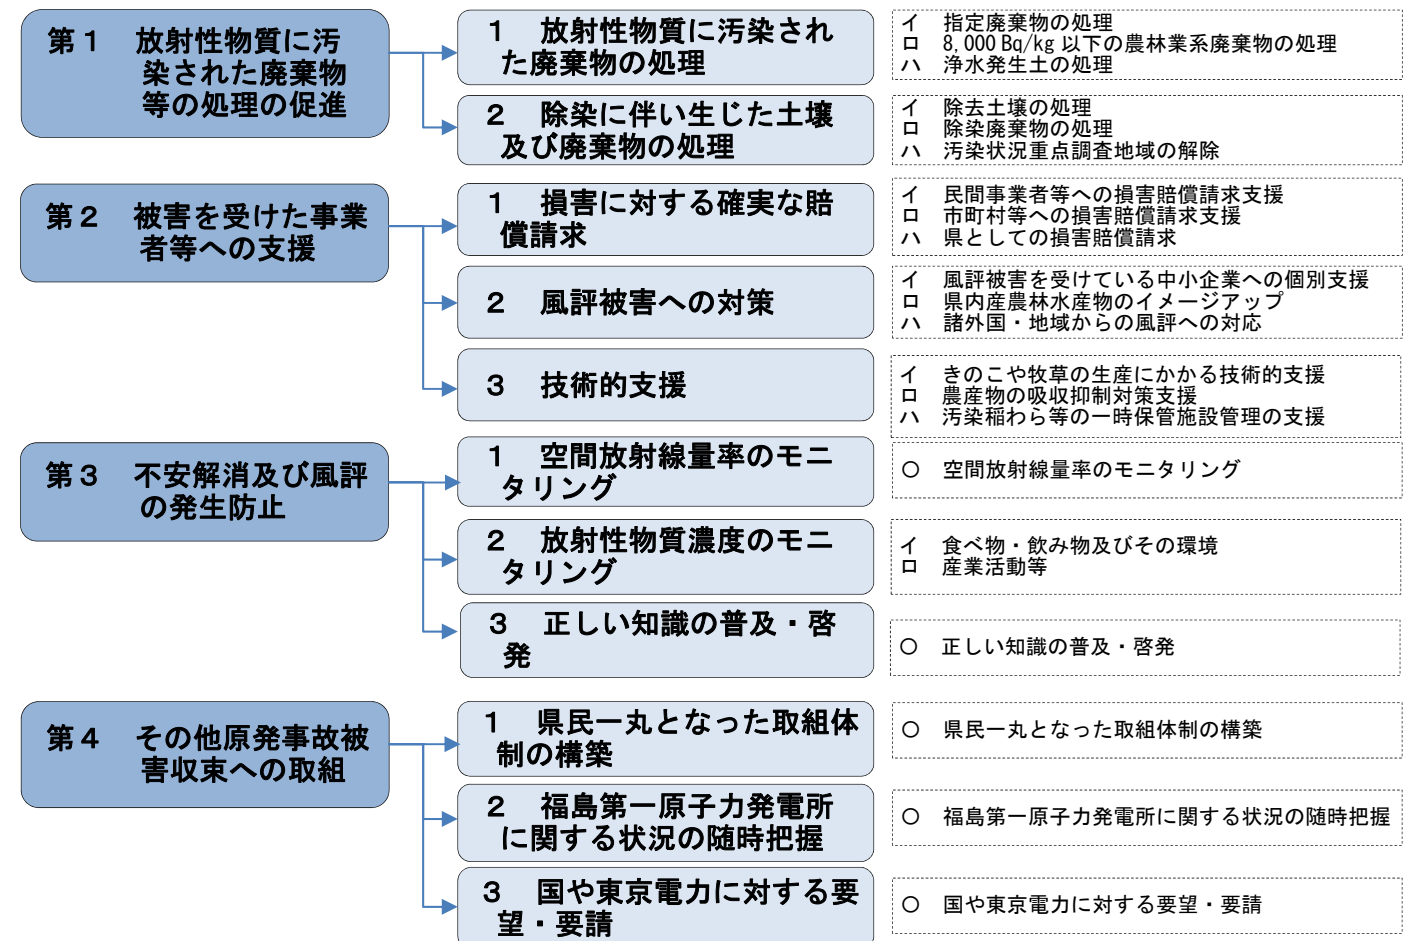 第１　放射性物質に汚
染された廃棄物
等の処理の促進
１　放射性物質に汚染され
た廃棄物の処理
イ　指定廃棄物の処理
ロ　8,000 Bq/kg 以下の農林業系廃棄物の処理
ハ　浄水発生土の処理
２　除染に伴い生じた土壌
及び廃棄物の処理
イ　除去土壌の処理
ロ　除染廃棄物の処理
ハ　汚染状況重点調査地域の解除
第２　被害を受けた事業
者等への支援
１　損害に対する確実な賠
償請求
イ　民間事業者等への損害賠償請求支援
ロ　市町村等への損害賠償請求支援
ハ　県としての損害賠償請求
２　風評被害への対策
イ　風評被害を受けている中小企業への個別支援
ロ　県内産農林水産物のイメージアップ
ハ　諸外国・地域からの風評への対応
３　技術的支援
イ　きのこや牧草の生産にかかる技術的支援
ロ　農産物の吸収抑制対策支援
ハ　汚染稲わら等の一時保管施設管理の支援
第３　不安解消及び風評
の発生防止
１　空間放射線量率のモニ
タリング
○　空間放射線量率のモニタリング
２　放射性物質濃度のモニ
タリング
イ　食べ物・飲み物及びその環境
ロ　産業活動等
３　正しい知識の普及・啓
発
○　正しい知識の普及・啓発
第４　その他原発事故被
害収束への取組
１　県民一丸となった取組体
制の構築
○　県民一丸となった取組体制の構築
２　福島第一原子力発電所
に関する状況の随時把握
○　福島第一原子力発電所に関する状況の随時把握
３　国や東京電力に対する要
望・要請
○　国や東京電力に対する要望・要請